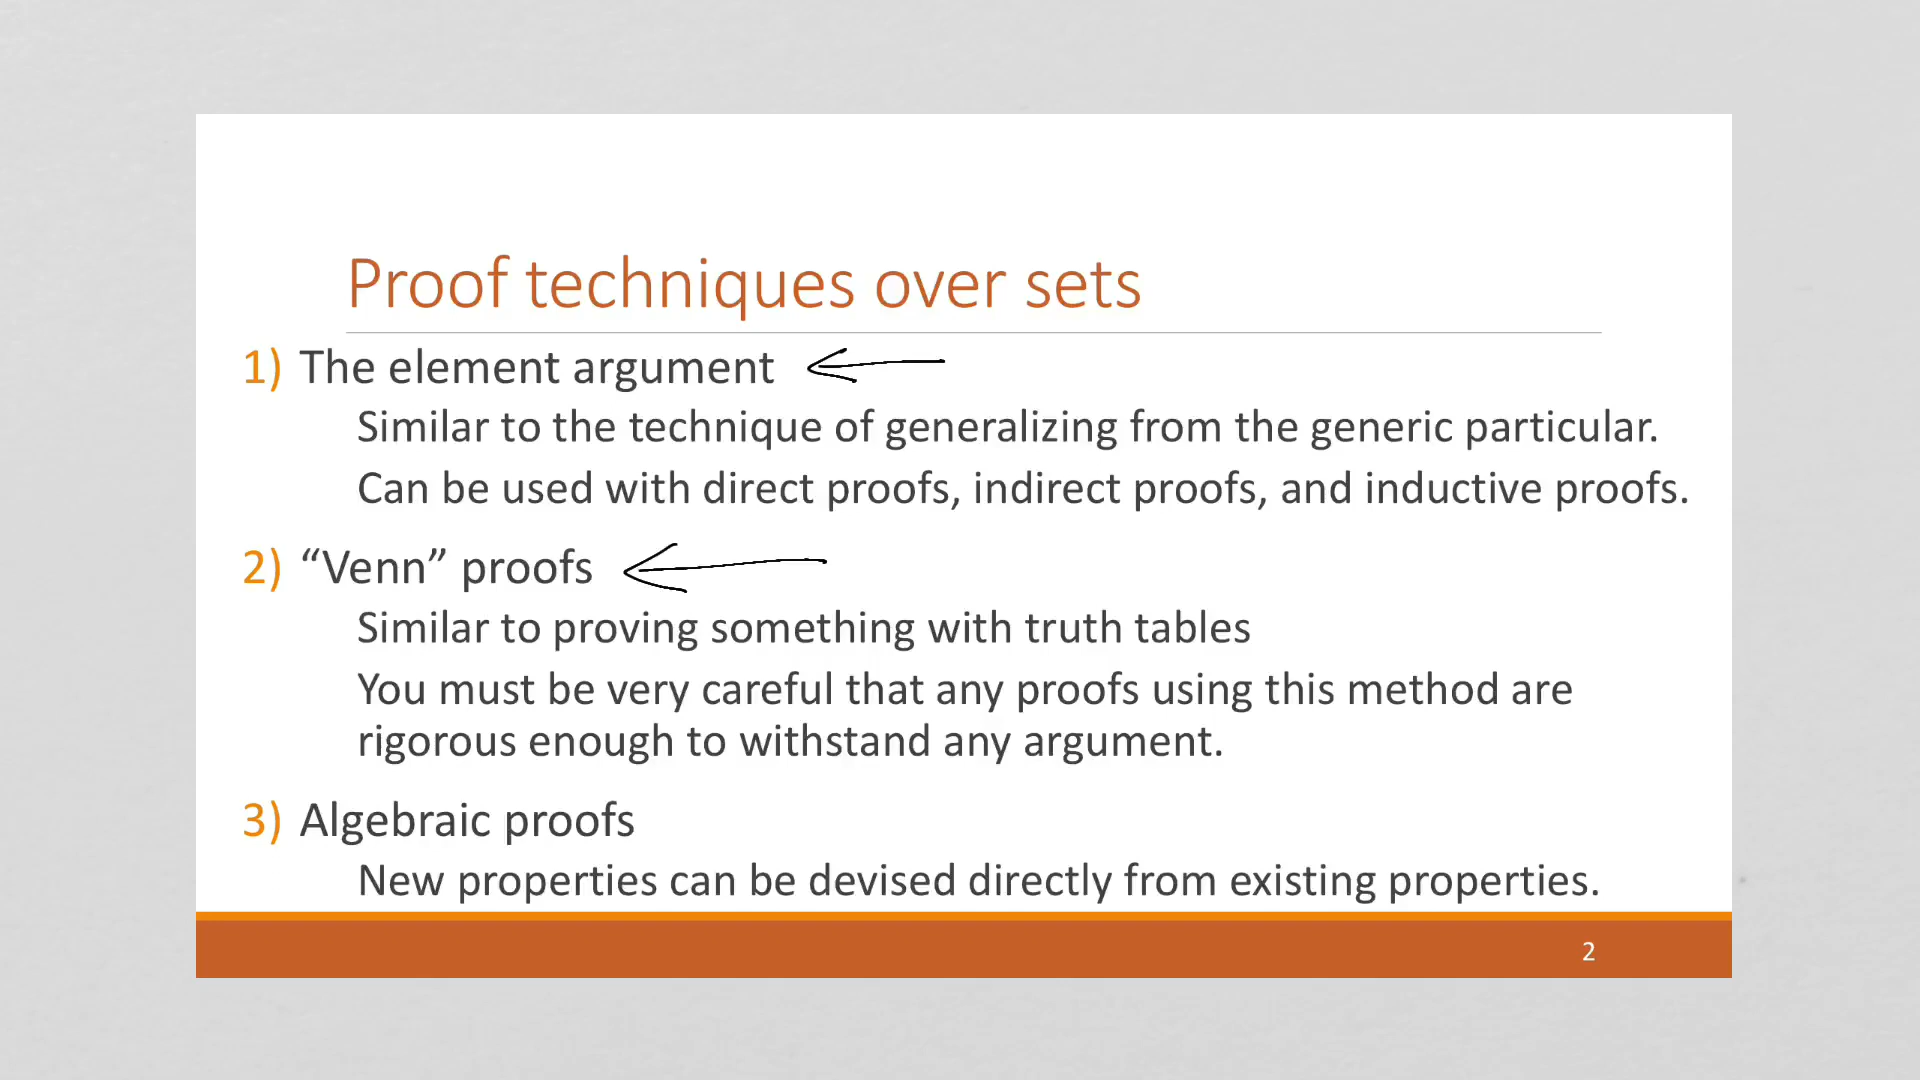 Proof techniques over sets
1) The element argument
Similar to the technique of generalizing from the generic particular.
Can be used with direct proofs, indirect proofs, and inductive proofs.
2) “Venn” proofs
Similar to proving something with truth tables
You must be very careful that any proofs using this method are
rigorous enough to withstand any argument.
3) Algebraic proofs
New properties can be devised directly from existing properties.
2